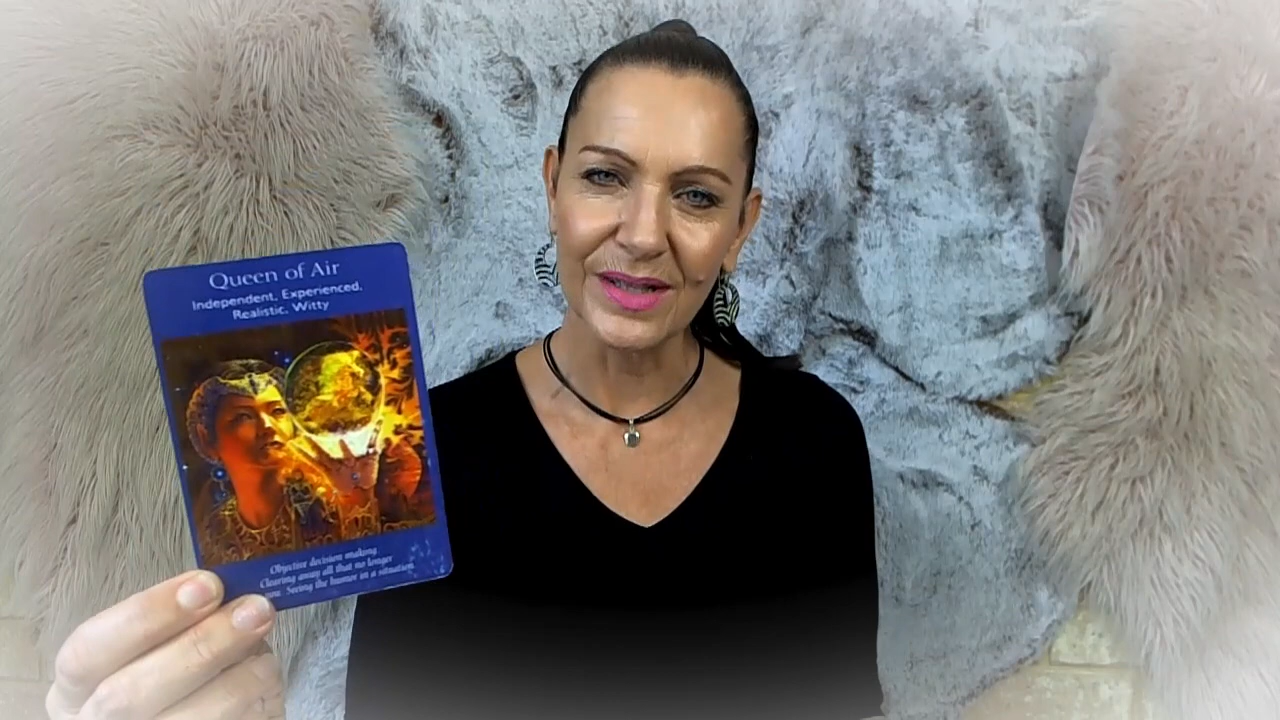 Queen of Air
Independent, Experienced,
Realistic, Witty
Objective decision making.
Clearing away all that no longer
you. Seeing the humor in a situation.